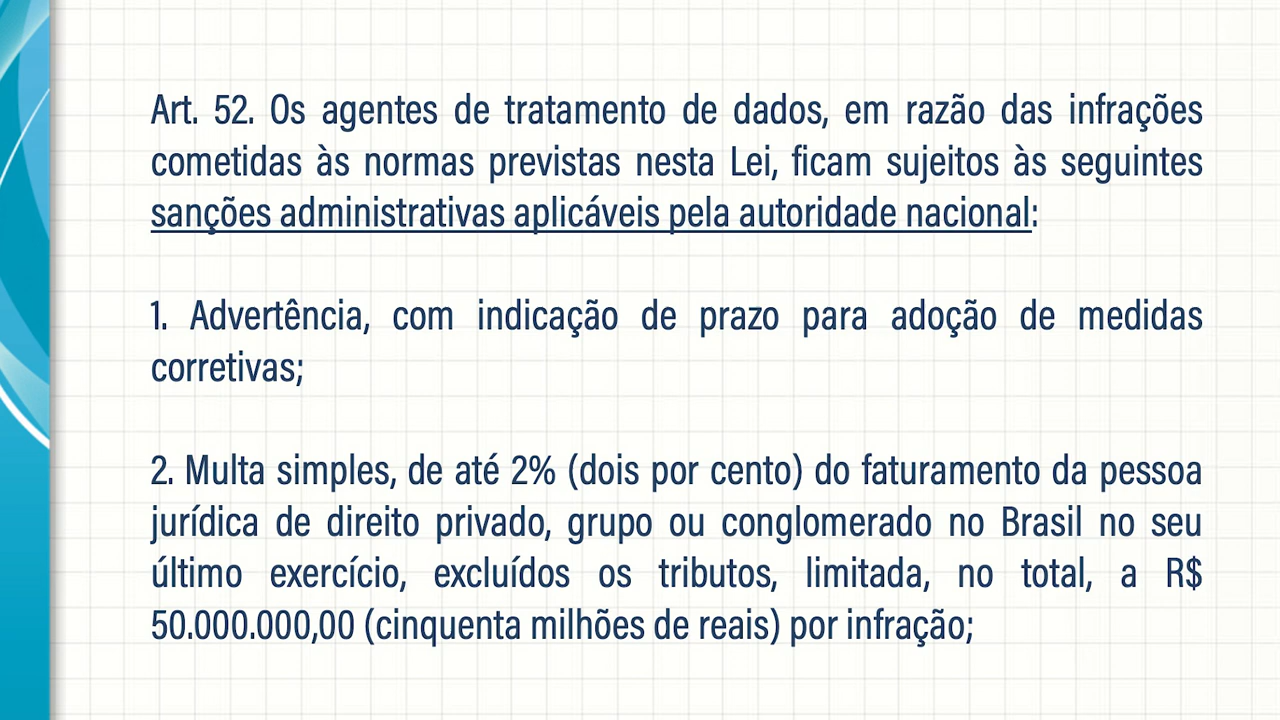 Art. 52. Os agentes de tratamento de dados, em razão das infrações
cometidas às normas previstas nesta Lei, ficam sujeitos às seguintes
sanções administrativas aplicáveis pela autoridade nacional:
1. Advertência, com indicação de prazo para adoção de medidas
corretivas;
2. Multa simples, de até 2% (dois por cento) do faturamento da pessoa
jurídica de direito privado, grupo ou conglomerado no Brasil no seu
último exercício, excluídos os tributos, limitada, no total, a R$
50.000.000,00 (cinquenta milhões de reais) por infração;